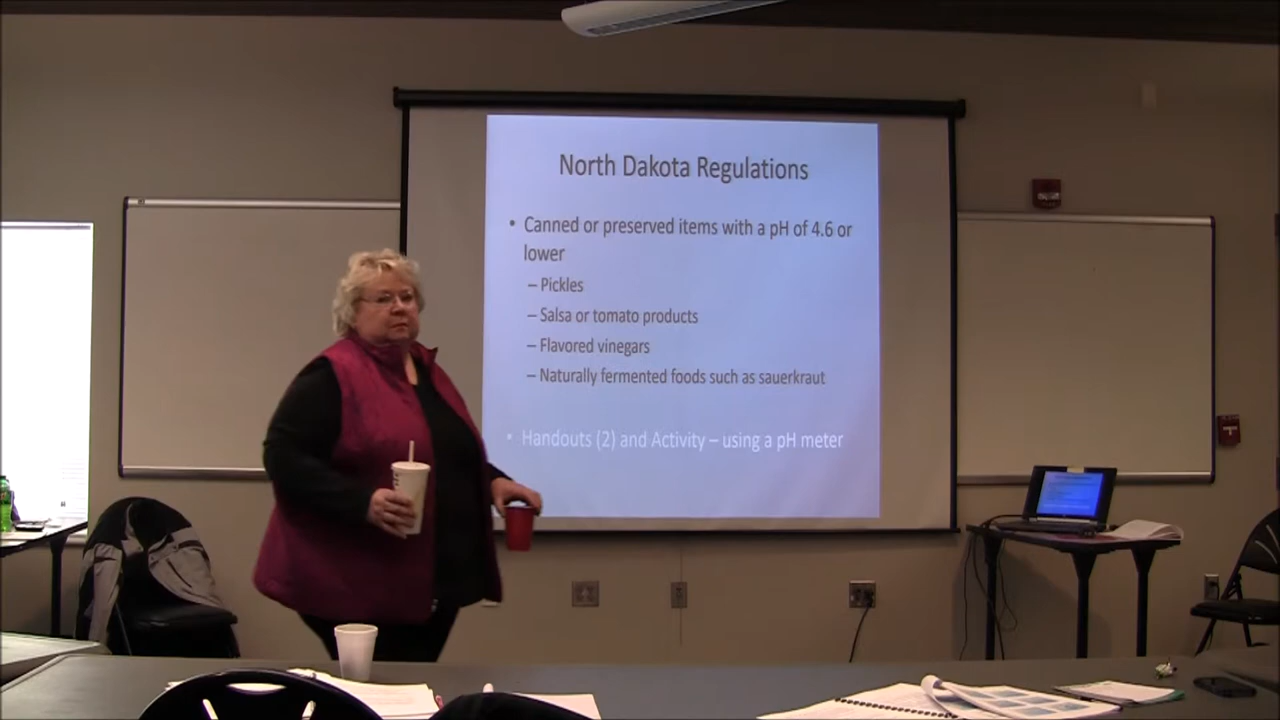 North Dakota Regulations
• Canned or preserved items with a pH of 4.6 or
lower
– Pickles
– Salsa or tomato products
– Flavored vinegars
– Naturally fermented foods such as sauerkraut
• Handouts (2) and Activity – using a pH meter